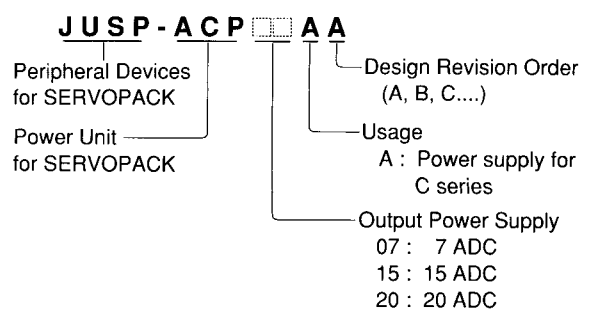 JUSP-ACP□□AA
Peripheral Devices
for SERVOPACK
Power Unit
for SERVOPACK
Design Revision Order
(A, B, C....)
Usage
A : Power supply for
C series
Output Power Supply
07 : 7 ADC
15 : 15 ADC
20 : 20 ADC